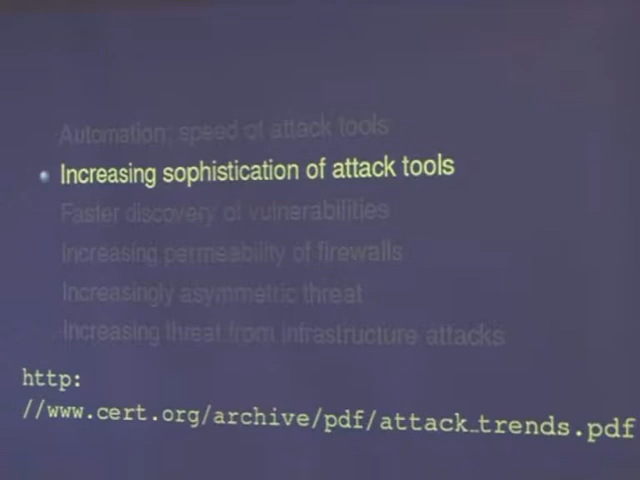 Automation; speed of attack tools
Increasing sophistication of attack tools
Faster discovery of vulnerabilities
Increasing permeability of firewalls
Increasingly asymmetric threat
Increasing threat from infrastructure attacks
http:
//www.cert.org/archive/pdf/attack_trends.pdf